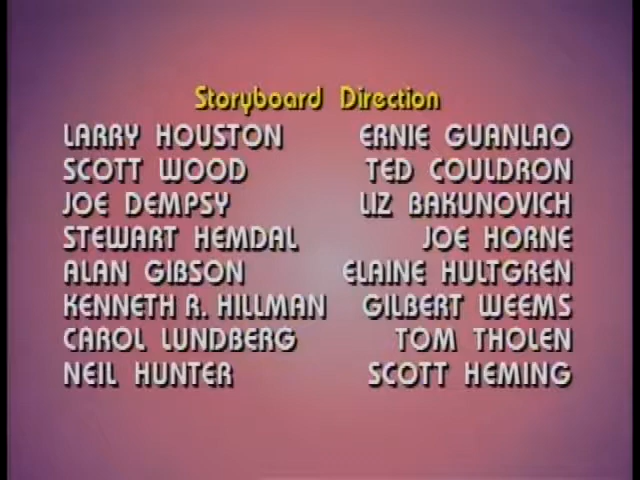 Storyboard Direction
LARRY HOUSTON ERNIE GUANLAO
SCOTT WOOD TED COULDRON
JOE DEMPSY LIZ BAKUNOVICH
STEWART HEMDAL JOE HORNE
ALAN GIBSON ELAINE HULTGREN
KENNETH R. HILLMAN GILBERT WEEMS
CAROL LUNDBERG TOM THOLEN
NEIL HUNTER SCOTT HEMING